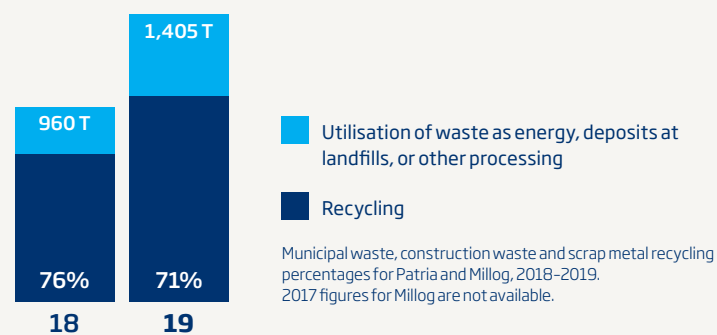 1,405 T
960 T
76%
71%
18
19
Utilisation of waste as energy, deposits at
landfills, or other processing
Recycling
Municipal waste, construction waste and scrap metal recycling
percentages for Patria and Millog, 2018–2019.
2017 figures for Millog are not available.